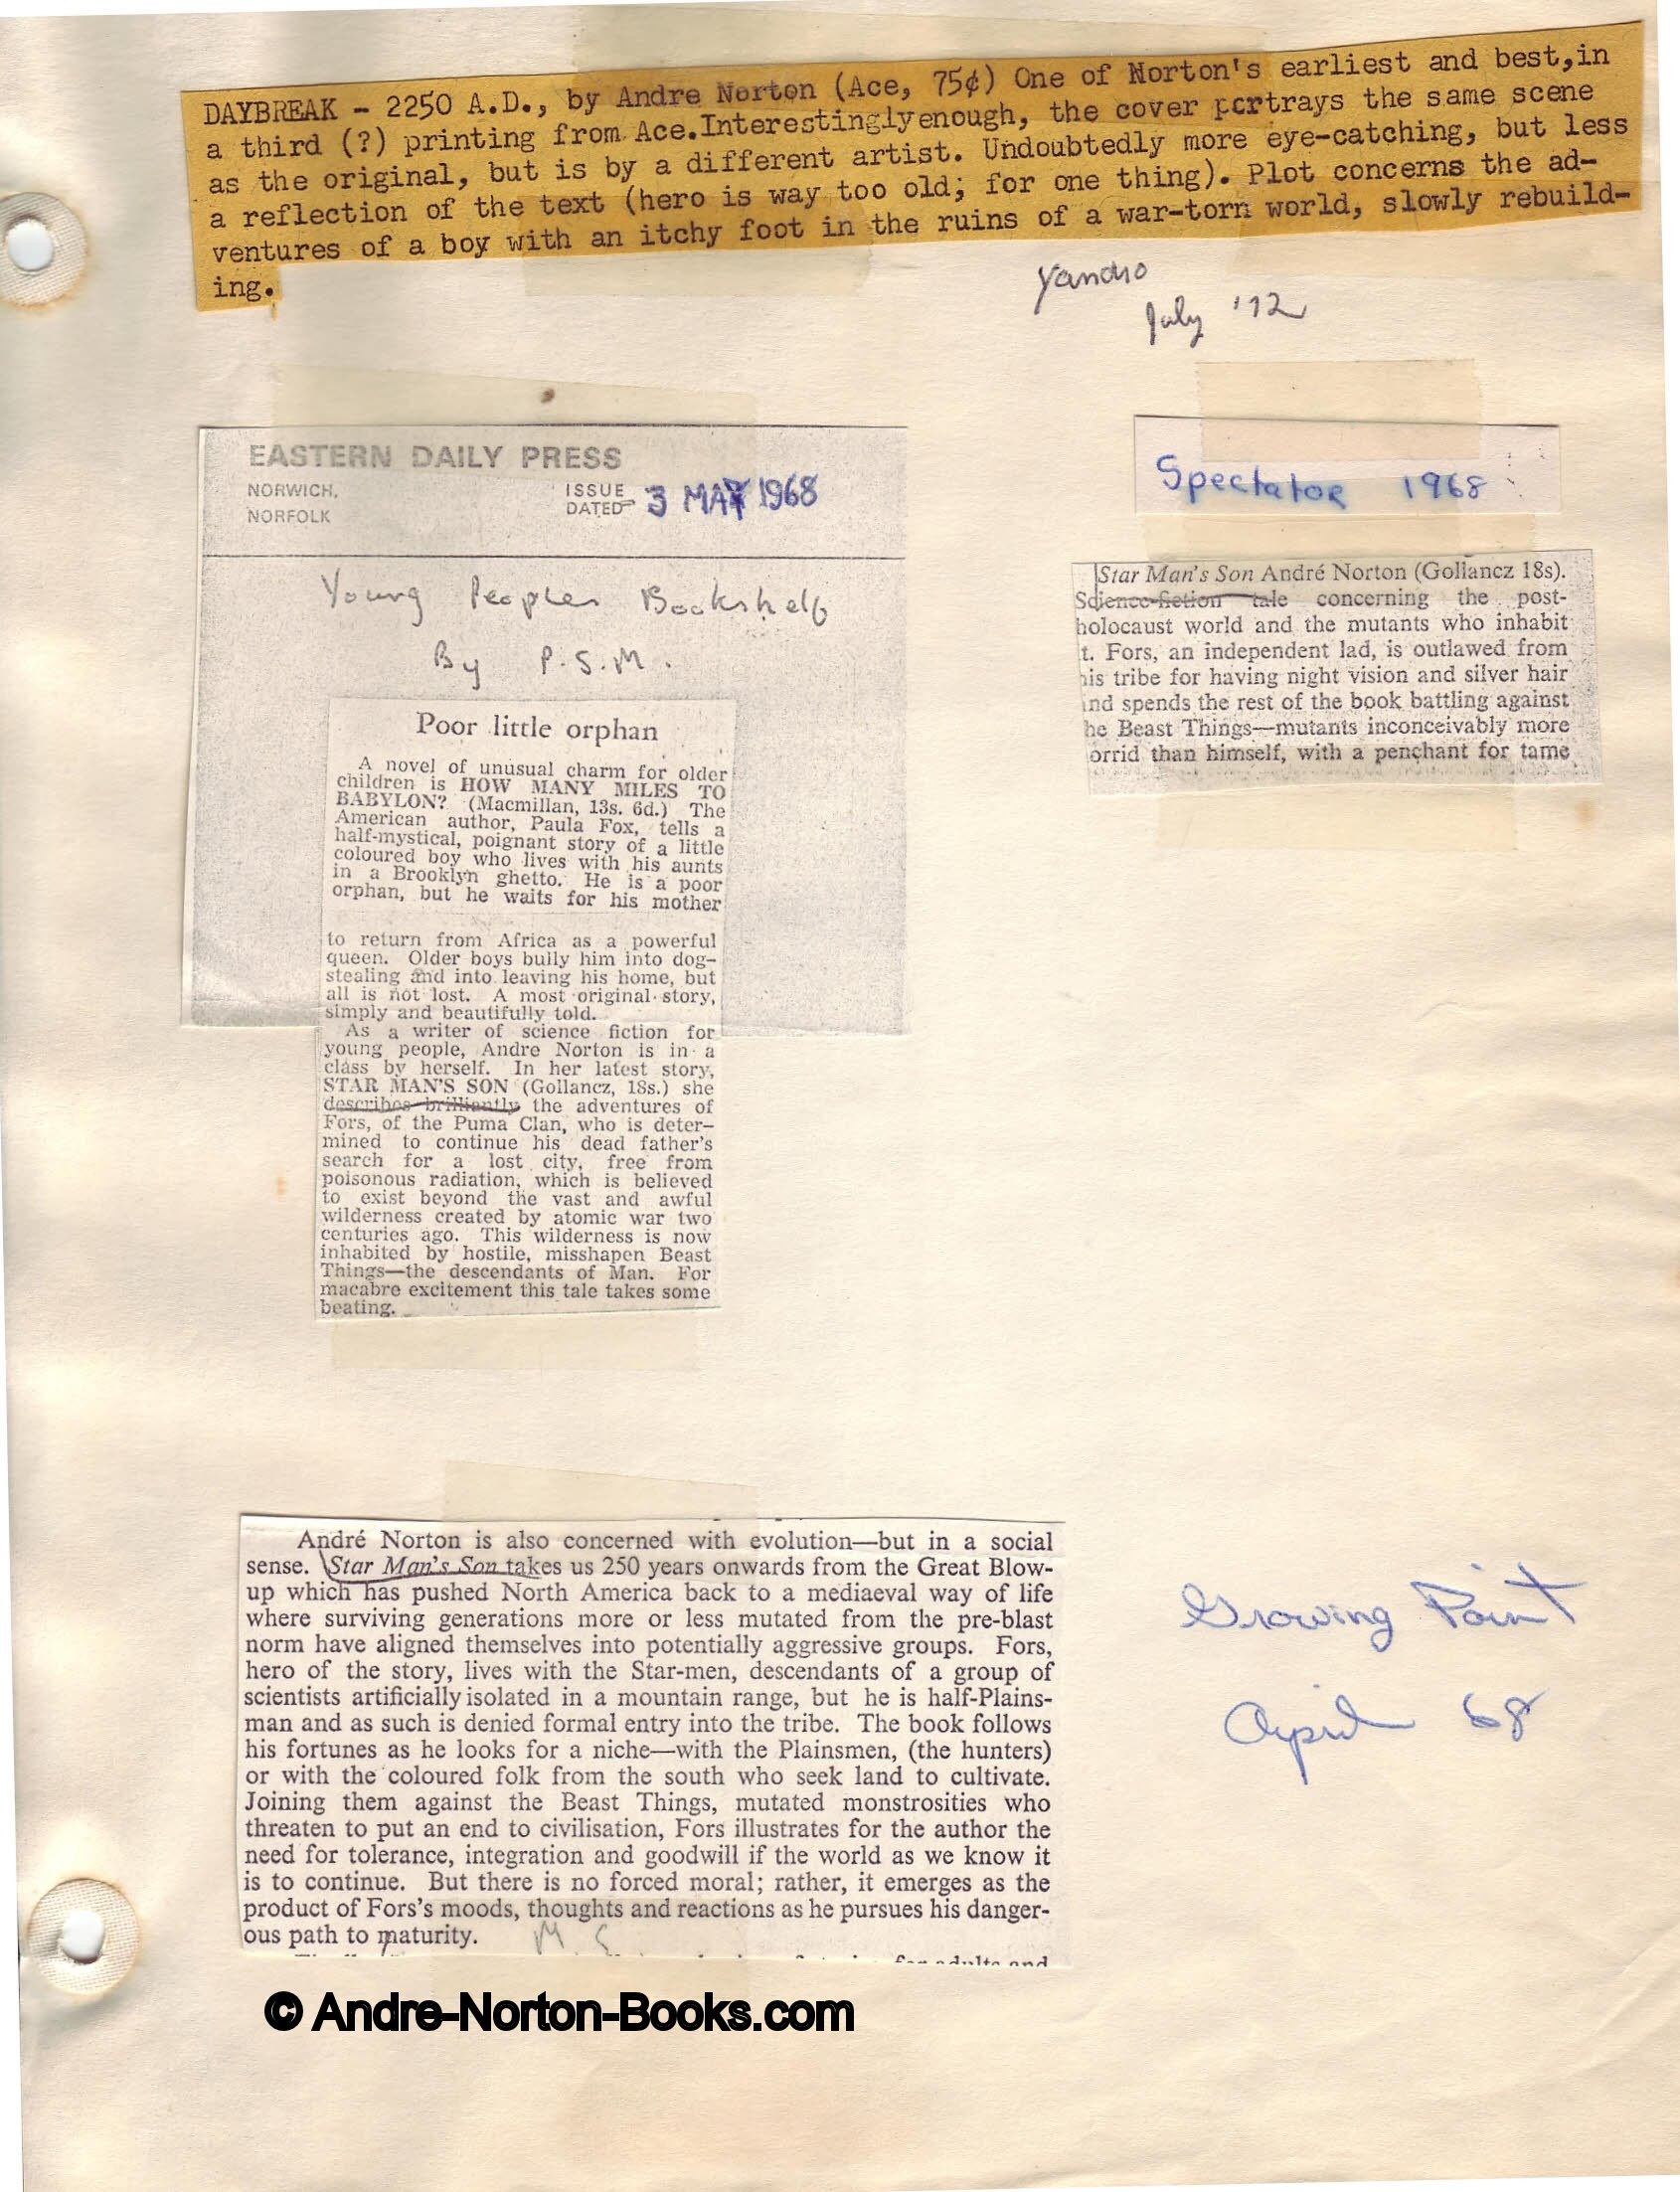 DAYBREAK - 2250 A.D., by Andre Norton (Ace, 75¢) One of Norton's earliest and best,in
a third (?) printing from Ace.Interestinglyenough, the cover portrays the same scene
as the original, but is by a different artist. Undoubtedly more eye-catching, but less
a reflection of the text (hero is way too old; for one thing). Plot concerns the ad-
ventures of a boy with an itchy foot in the ruins of a war-torn world, slowly rebuild-
ing.
Yandro
July '72
EASTERN DAILY PRESS
NORWICH,
NORFOLK
ISSUE
DATED
3 MAY 1968
Young Peoples Bookshelf
By P.S.M.
Poor little orphan
A novel of unusual charm for older
children is HOW MANY MILES TO
BABYLON? (Macmillan, 13s. 6d.) The
American author, Paula Fox, tells a
half-mystical, poignant story of a little
coloured boy who lives with his aunts
in a Brooklyn ghetto. He is a poor
orphan, but he waits for his mother
to return from Africa as a powerful
queen. Older boys bully him into dog-
stealing and into leaving his home, but
all is not lost. A most original story,
simply and beautifully told.
As a writer of science fiction for
young people, Andre Norton is in a
class by herself. In her latest story,
STAR MAN'S SON (Gollancz, 18s.) she
describes brilliantly the adventures of
Fors, of the Puma Clan, who is deter-
mined to continue his dead father's
search for a lost city, free from
poisonous radiation, which is believed
to exist beyond the vast and awful
wilderness created by atomic war two
centuries ago. This wilderness is now
inhabited by hostile, misshapen Beast
Things—the descendants of Man. For
macabre excitement this tale takes some
beating.
Spectator 1968
Star Man's Son André Norton (Gollancz 18s).
Science-fiction tale concerning the post-
holocaust world and the mutants who inhabit
t. Fors, an independent lad, is outlawed from
his tribe for having night vision and silver hair
and spends the rest of the book battling against
he Beast Things—mutants inconceivably more
orrid than himself, with a penchant for tame
André Norton is also concerned with evolution—but in a social
sense. Star Man's Son takes us 250 years onwards from the Great Blow-
up which has pushed North America back to a mediaeval way of life
where surviving generations more or less mutated from the pre-blast
norm have aligned themselves into potentially aggressive groups. Fors,
hero of the story, lives with the Star-men, descendants of a group of
scientists artificially isolated in a mountain range, but he is half-Plains-
man and as such is denied formal entry into the tribe. The book follows
his fortunes as he looks for a niche—with the Plainsmen, (the hunters)
or with the coloured folk from the south who seek land to cultivate.
Joining them against the Beast Things, mutated monstrosities who
threaten to put an end to civilisation, Fors illustrates for the author the
need for tolerance, integration and goodwill if the world as we know it
is to continue. But there is no forced moral; rather, it emerges as the
product of Fors's moods, thoughts and reactions as he pursues his danger-
ous path to maturity.
for adults and
Growing Point
April 68
© Andre-Norton-Books.com